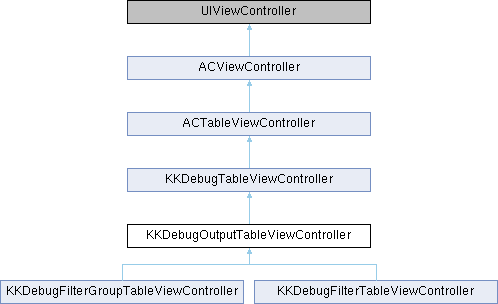 UIViewController
ACViewController
ACTableViewController
KKDebugTableViewController
KKDebugOutputTableViewController
KKDebugFilterGroupTableViewController
KKDebugFilterTableViewController